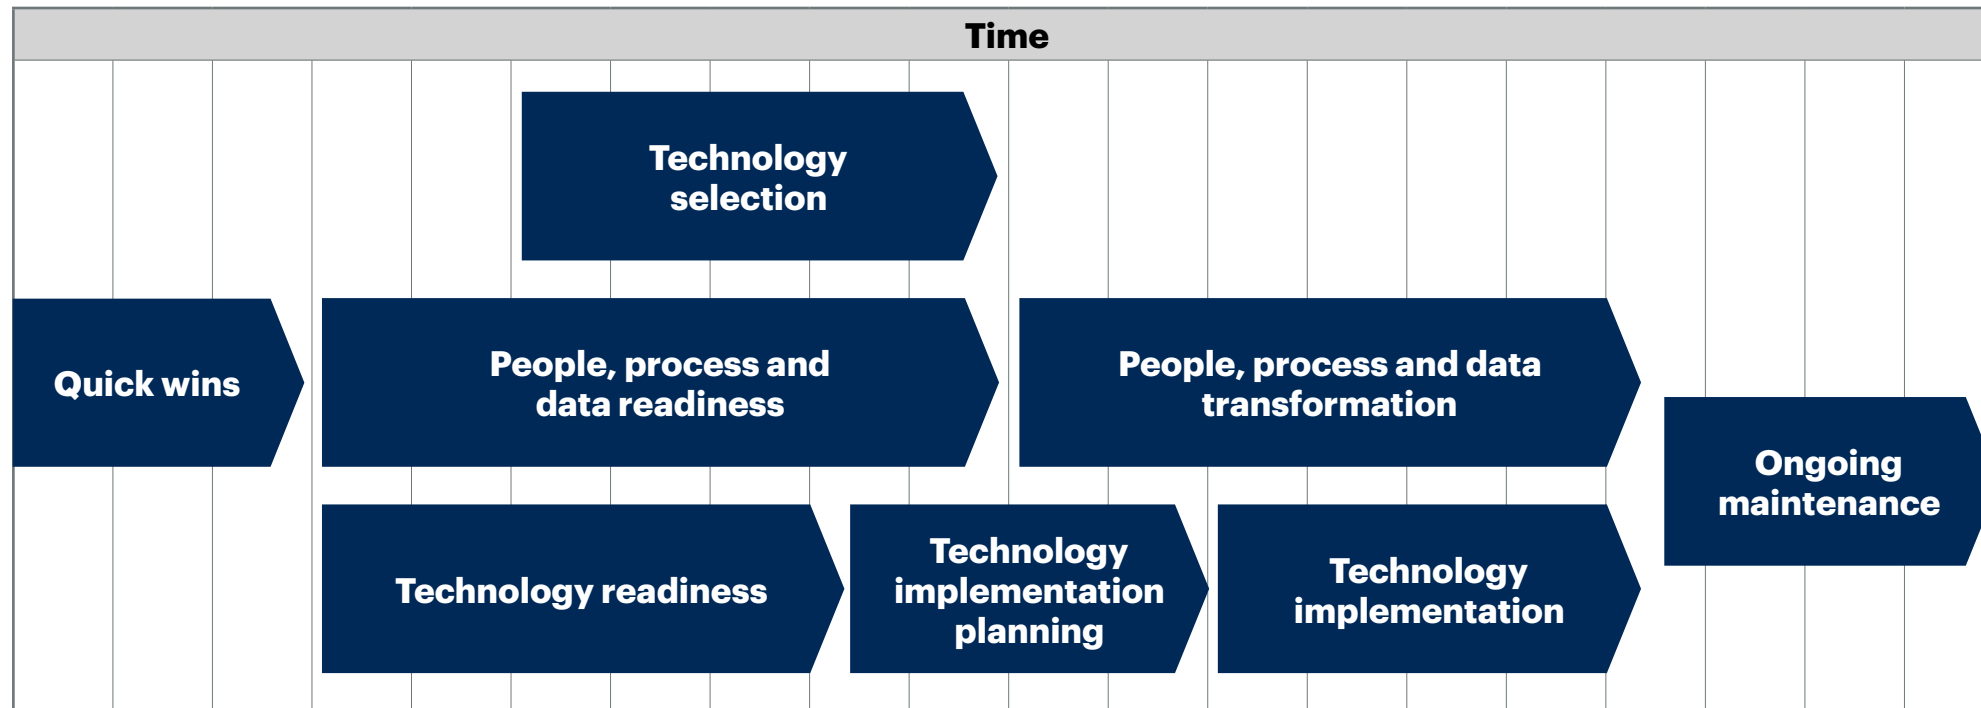 Time
Technology
selection
Quick wins
People, process and
data readiness
People, process and data
transformation
Ongoing
maintenance
Technology readiness
Technology
implementation
planning
Technology
implementation